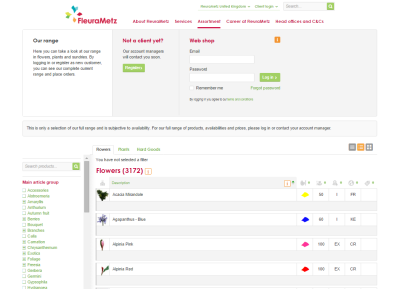 FleuraMetz United Kingdom
Client login
FleuraMetz
About FleuraMetz Services Assortment Career of FleuraMetz Head offices and C&Cs
Our range
Here you can take a look at our range
in flowers, plants and sundries. By
logging in or register as new customer,
you can see our complete current
range and place orders
Not a client yet?
Our account managers
will contact you soon.
Register
Web shop
Email
Password
Log in
Remember me
Forgot password
By logging in you agree to our terms and conditions
This is only a selection of our full range and is subject to availability. For our full range of products, availabilities and prices, please log in or contact your account manager.
Search products
Main article group
Accessories
Alstroemeria
Amaryllis
Anthurium
Autumn fruit
Berries
Bouquet
Branches
Calla
Carnation
Chrysanthemum
Exotics
Foliage
Freesia
Gerbera
Grasses
Gypsophila
Hydrangea
Flowers Plants Hard Goods
You have not selected a filter
Flowers (3172)
Description
Acacia Mirandole 60 1 FR
Agapanthus - Blue 60 1 KE
Alpinia Pink 100 EX CR
Alpinia Red 100 EX CR